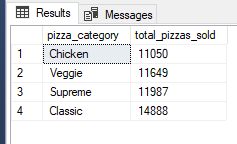 Results Messages
pizza_category total_pizzas_sold
1 Chicken 11050
2 Veggie 11649
3 Supreme 11987
4 Classic 14888